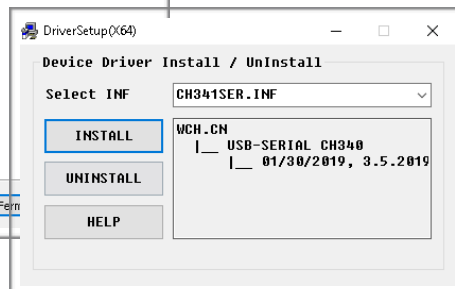 DriverSetup(X64)
Device Driver Install / UnInstall
Select INF
CH341SER.INF
INSTALL
UNINSTALL
HELP
WCH.CN
|__ USB-SERIAL CH340
|__ 01/30/2019, 3.5.2019
Ferm